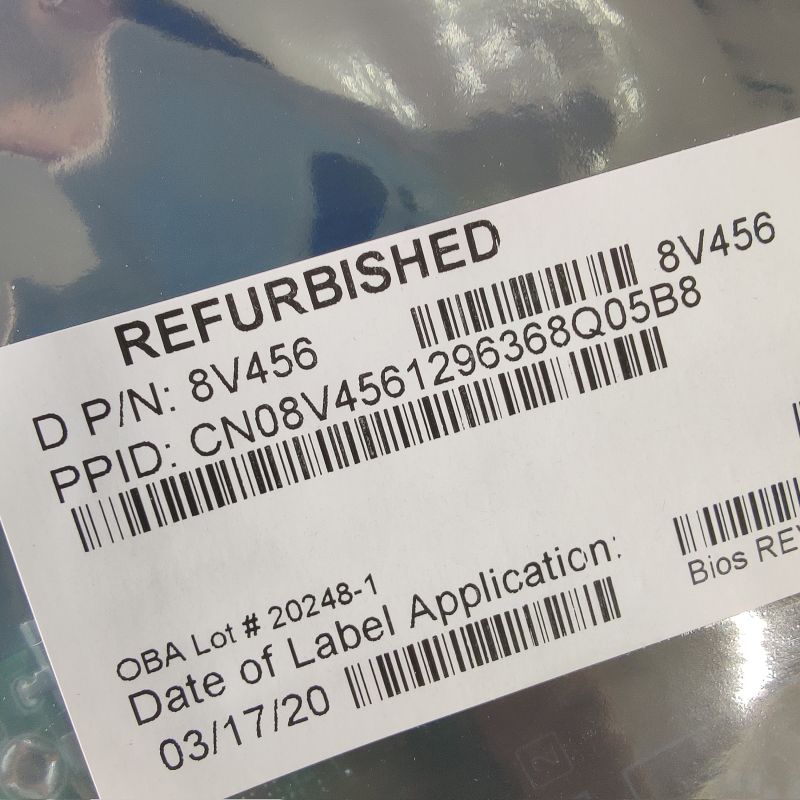 REFURBISHED
D P/N: 8V456 8V456
PPID: CN08V4561296368Q05B8
OBA Lot # 20248-1
Date of Label Application:
03/17/20
Bios REV